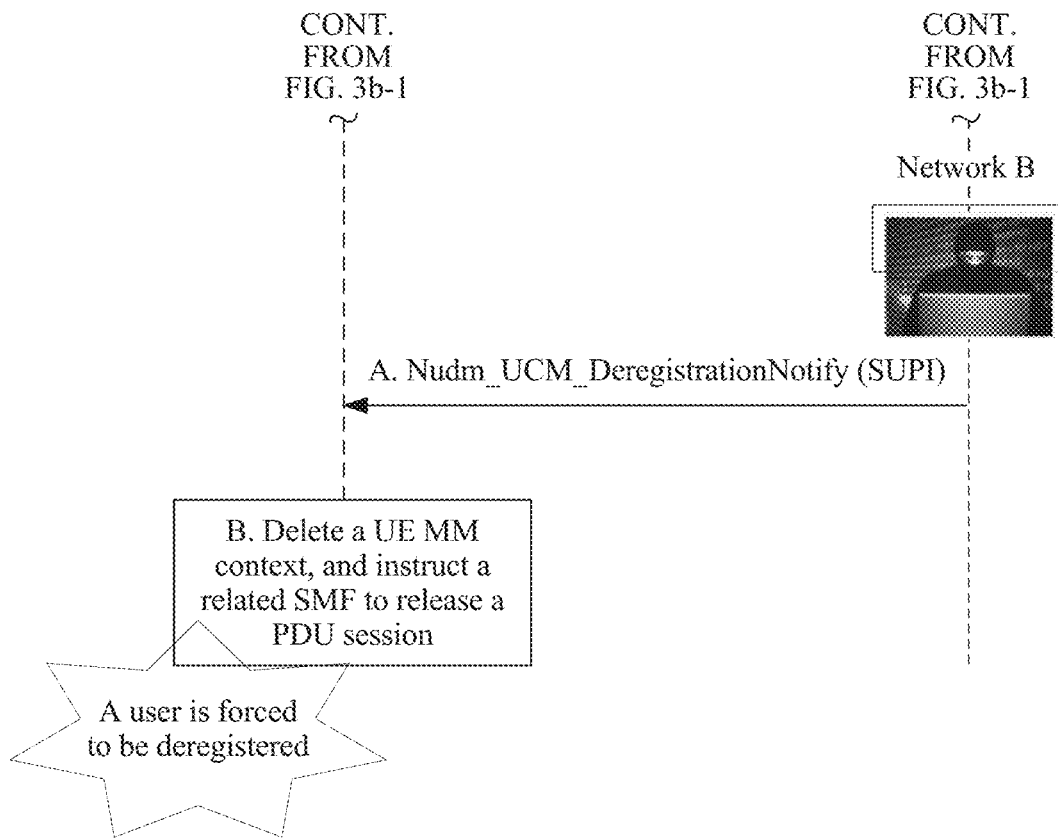 CONT.
FROM
FIG. 3b-1
CONT.
FROM
FIG. 3b-1
Network B
A. Nudm_UCM_DeregistrationNotify (SUPI)
B. Delete a UE MM
context, and instruct a
related SMF to release a
PDU session
A user is forced
to be deregistered